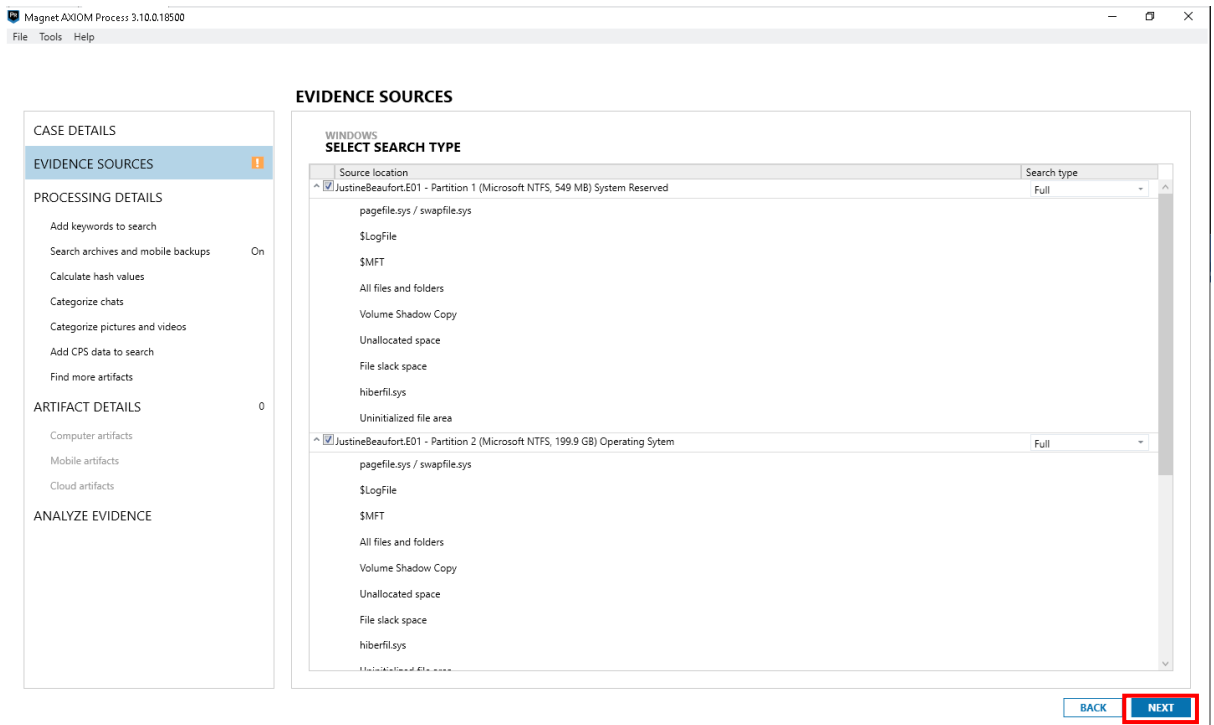 Magnet AXIOM Process 3.10.0.18500
File Tools Help
EVIDENCE SOURCES
CASE DETAILS
EVIDENCE SOURCES !
PROCESSING DETAILS
Add keywords to search
Search archives and mobile backups On
Calculate hash values
Categorize chats
Categorize pictures and videos
Add CPS data to search
Find more artifacts
ARTIFACT DETAILS 0
Computer artifacts
Mobile artifacts
Cloud artifacts
ANALYZE EVIDENCE
WINDOWS
SELECT SEARCH TYPE
Source location Search type
JustineBeaufort.E01 - Partition 1 (Microsoft NTFS, 549 MB) System Reserved Full
pagefile.sys / swapfile.sys
$LogFile
$MFT
All files and folders
Volume Shadow Copy
Unallocated space
File slack space
hiberfil.sys
Uninitialized file area
JustineBeaufort.E01 - Partition 2 (Microsoft NTFS, 199.9 GB) Operating Sytem Full
pagefile.sys / swapfile.sys
$LogFile
$MFT
All files and folders
Volume Shadow Copy
Unallocated space
File slack space
hiberfil.sys
Uninitialized file area
BACK NEXT